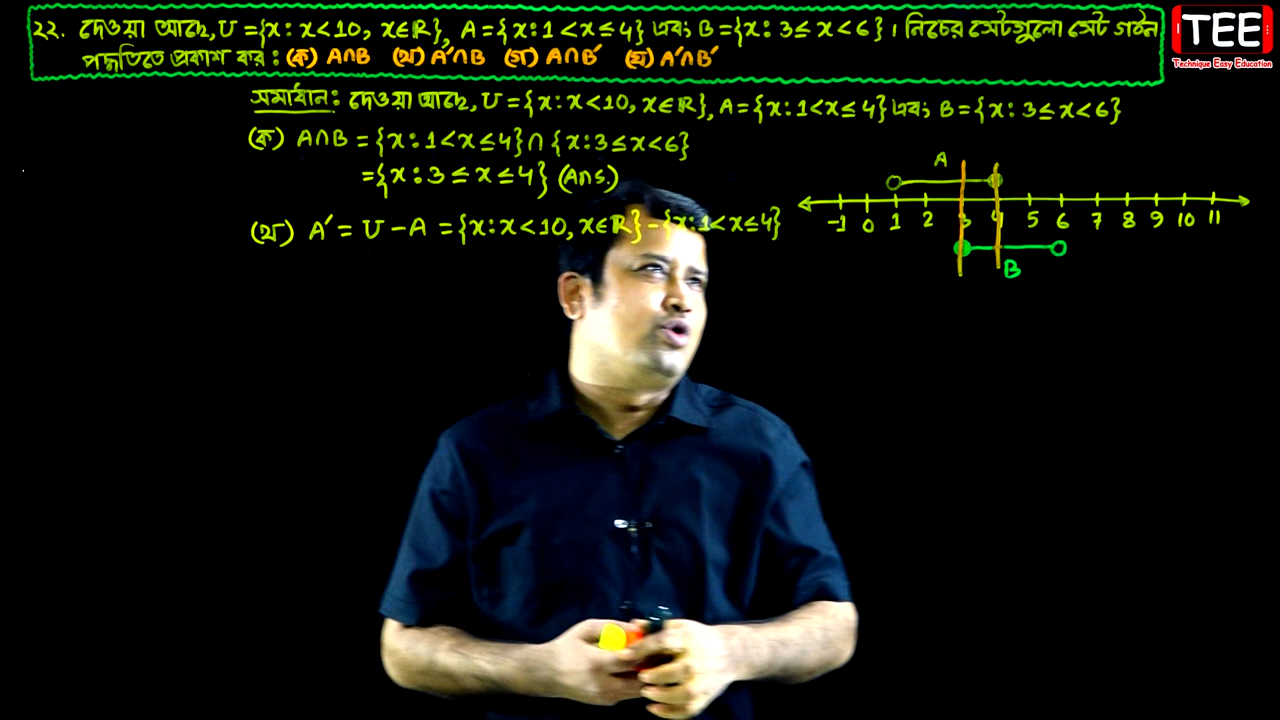 ২২. দেওয়া আছে, U = {x : x < 10, x ∈ R}, A = {x : 1 < x ≤ 4} এবং B = {x : 3 ≤ x < 6} । নিচের সেটগুলো সেট গঠন
পদ্ধতিতে প্রকাশ কর : (ক) A∩B (খ) A′∩B (গ) A∩B′ (ঘ) A′∩B′
TEE
Technique Easy Education
সমাধান: দেওয়া আছে, U = {x : x < 10, x ∈ R}, A = {x : 1 < x ≤ 4} এবং B = {x : 3 ≤ x < 6}
(ক) A∩B = {x : 1 < x ≤ 4} ∩ {x : 3 ≤ x < 6}
= {x : 3 ≤ x ≤ 4} (Ans.)
(খ) A′ = U − A = {x : x < 10, x ∈ R} − {x : 1 < x ≤ 4}
A
-1 0 1 2 3 4 5 6 7 8 9 10 11
B